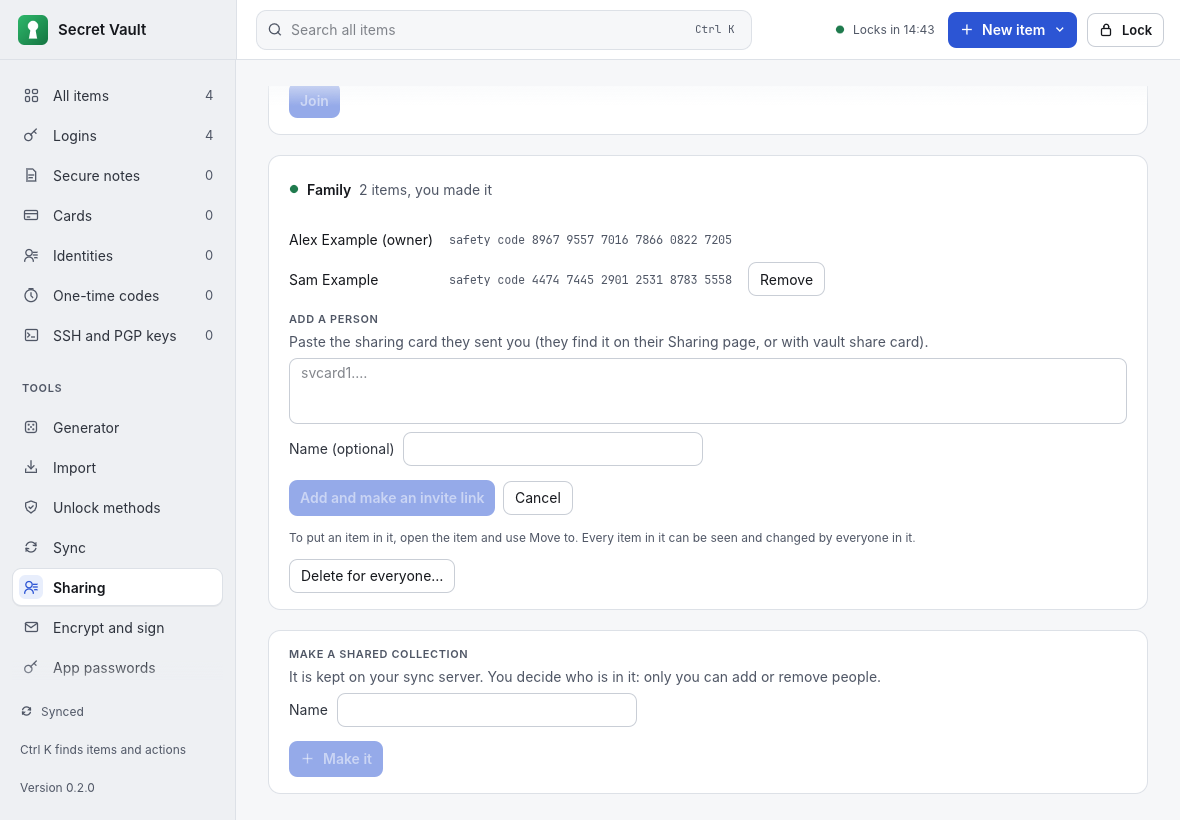 Secret Vault
Search all items
Ctrl K
Locks in 14:43
New item
Lock
All items 4
Logins 4
Secure notes 0
Cards 0
Identities 0
One-time codes 0
SSH and PGP keys 0
TOOLS
Generator
Import
Unlock methods
Sync
Sharing
Encrypt and sign
App passwords
Synced
Ctrl K finds items and actions
Version 0.2.0
Join
Family 2 items, you made it
Alex Example (owner) safety code 8967 9557 7016 7866 0822 7205
Sam Example safety code 4474 7445 2901 2531 8783 5558 Remove
ADD A PERSON
Paste the sharing card they sent you (they find it on their Sharing page, or with vault share card).
svcard1....
Name (optional)
Add and make an invite link Cancel
To put an item in it, open the item and use Move to. Every item in it can be seen and changed by everyone in it.
Delete for everyone...
MAKE A SHARED COLLECTION
It is kept on your sync server. You decide who is in it: only you can add or remove people.
Name
Make it